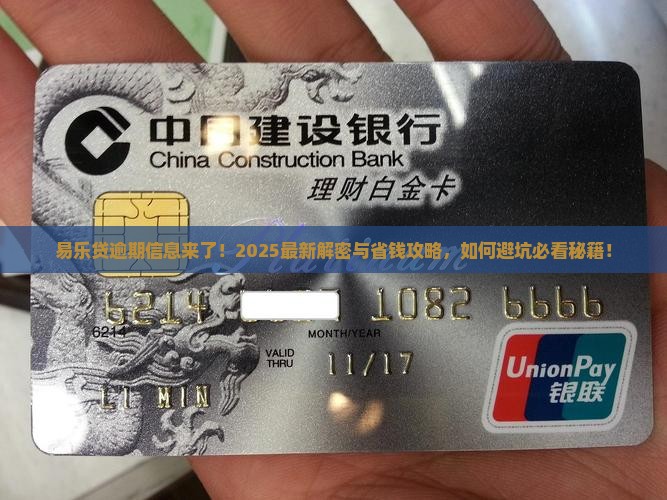 中国建设银行
China Construction Bank
理财白金卡
易乐贷逾期信息来了！2025最新解密与省钱攻略，如何避坑必看秘籍！
Platinum
6214 1082 6666
6214
MONTH/YEAR
VALID
THRU
11/17
LI MIN
UnionPay
银联